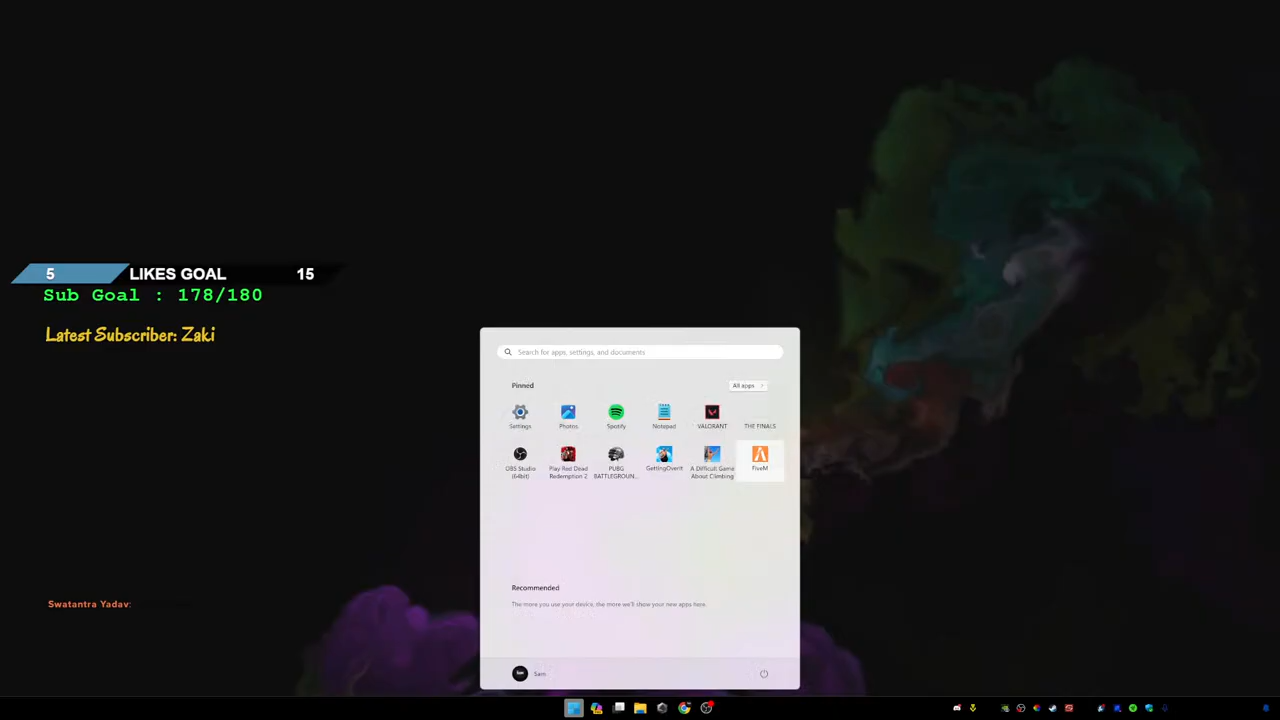 5 LIKES GOAL 15
Sub Goal : 178/180
Latest Subscriber: Zaki
Search for apps, settings, and documents
Pinned
All apps
Settings
Photos
Spotify
Notepad
VALORANT
THE FINALS
OBS Studio
(64bit)
Play Red Dead
Redemption 2
PUBG
BATTLEGROUN...
GettingOverIt
A Difficult Game
About Climbing
FiveM
Recommended
The more you use your device, the more we'll show your new apps here.
Swatantra Yadav: